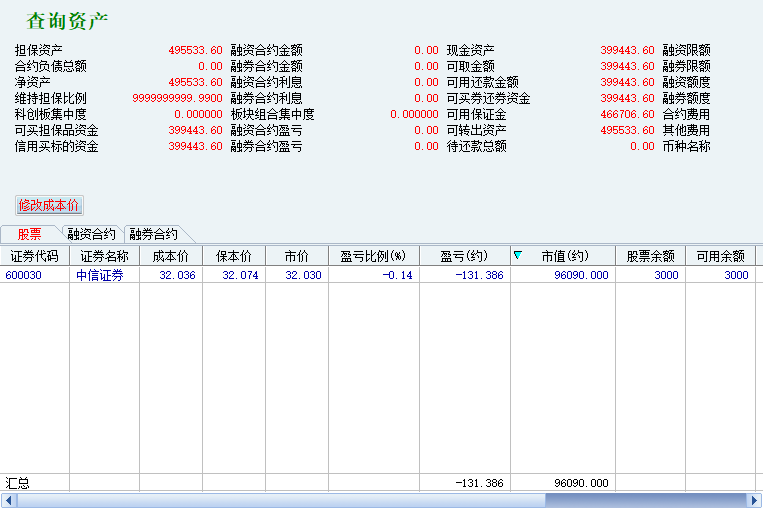 查询资产
担保资产 495533.60 融资合约金额 0.00 现金资产 399443.60 融资限额
合约负债总额 0.00 融券合约金额 0.00 可取金额 399443.60 融券限额
净资产 495533.60 融资合约利息 0.00 可用还款金额 399443.60 融资额度
维持担保比例 9999999999.9900 融券合约利息 0.00 可买券还券资金 399443.60 融券额度
科创板集中度 0.000000 板块组合集中度 0.000000 可用保证金 466706.60 合约费用
可买担保品资金 399443.60 融资合约盈亏 0.00 可转出资产 495533.60 其他费用
信用买标的资金 399443.60 融券合约盈亏 0.00 待还款总额 0.00 币种名称
修改成本价
股票 融资合约 融券合约
证券代码 证券名称 成本价 保本价 市价 盈亏比例(%) 盈亏(约) 市值(约) 股票余额 可用余额
600030 中信证券 32.036 32.074 32.030 -0.14 -131.386 96090.000 3000 3000
汇总 -131.386 96090.000